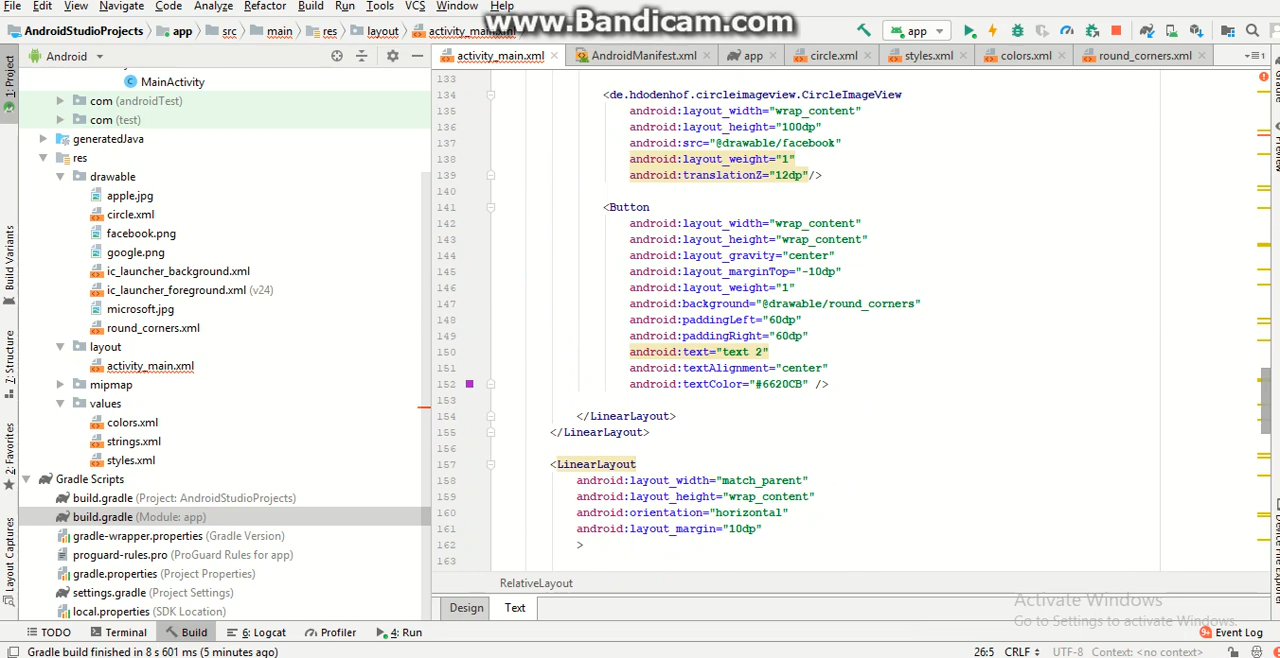 File Edit View Navigate Code Analyze Refactor Build Run Tools VCS Window Help
www.Bandicam.com
AndroidStudioProjects app src main res layout activity_main.xml
app
Android
activity_main.xml AndroidManifest.xml app circle.xml styles.xml colors.xml round_corners.xml
1: Project
Build Variants
7: Structure
2: Favorites
Layout Captures
MainActivity
com (androidTest)
com (test)
generatedJava
res
drawable
apple.jpg
circle.xml
facebook.png
google.png
ic_launcher_background.xml
ic_launcher_foreground.xml (v24)
microsoft.jpg
round_corners.xml
layout
activity_main.xml
mipmap
values
colors.xml
strings.xml
styles.xml
Gradle Scripts
build.gradle (Project: AndroidStudioProjects)
build.gradle (Module: app)
gradle-wrapper.properties (Gradle Version)
proguard-rules.pro (ProGuard Rules for app)
gradle.properties (Project Properties)
settings.gradle (Project Settings)
local.properties (SDK Location)
133
134 <de.hdodenhof.circleimageview.CircleImageView
135 android:layout_width="wrap_content"
136 android:layout_height="100dp"
137 android:src="@drawable/facebook"
138 android:layout_weight="1"
139 android:translationZ="12dp"/>
140
141 <Button
142 android:layout_width="wrap_content"
143 android:layout_height="wrap_content"
144 android:layout_gravity="center"
145 android:layout_marginTop="-10dp"
146 android:layout_weight="1"
147 android:background="@drawable/round_corners"
148 android:paddingLeft="60dp"
149 android:paddingRight="60dp"
150 android:text="text 2"
151 android:textAlignment="center"
152 android:textColor="#6620CB" />
153
154 </LinearLayout>
155 </LinearLayout>
156
157 <LinearLayout
158 android:layout_width="match_parent"
159 android:layout_height="wrap_content"
160 android:orientation="horizontal"
161 android:layout_margin="10dp"
162 >
163
RelativeLayout
Design Text
Activate Windows
Go to Settings to activate Windows.
TODO Terminal Build 6: Logcat Profiler 4: Run Event Log
Gradle build finished in 8 s 601 ms (5 minutes ago) 26:5 CRLF UTF-8 Context: <no context>